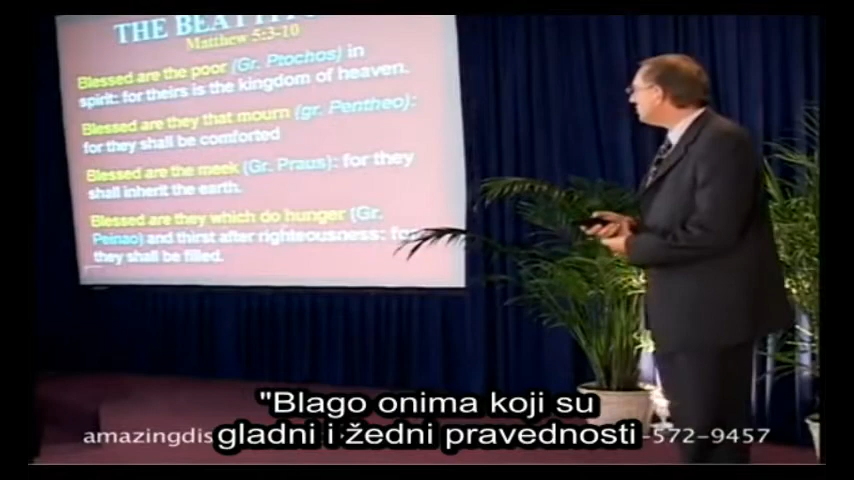 THE BEATITU
Matthew 5:3-10
Blessed are the poor (Gr. Ptochos) in
spirit: for theirs is the kingdom of heaven.
Blessed are they that mourn (gr. Pentheo):
for they shall be comforted
Blessed are the meek (Gr. Praus): for they
shall inherit the earth.
Blessed are they which do hunger (Gr.
Peinao) and thirst after righteousness: for
they shall be filled.
"Blago onima koji su
gladni i žedni pravednosti
amazingdis
-572-9457